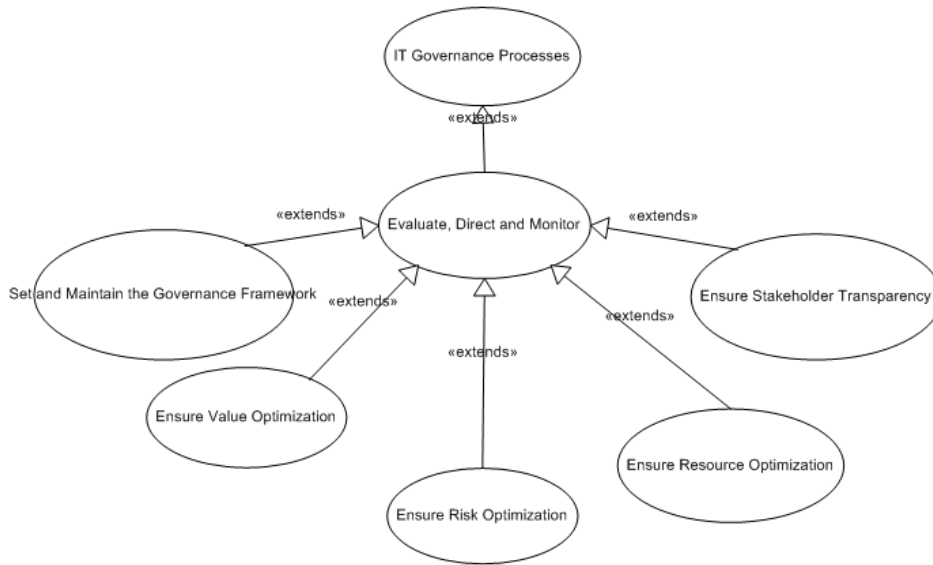 IT Governance Processes
«extends»
Evaluate, Direct and Monitor
«extends»
«extends»
Set and Maintain the Governance Framework
Ensure Stakeholder Transparency
«extends»
«extends»
«extends»
Ensure Value Optimization
Ensure Resource Optimization
Ensure Risk Optimization